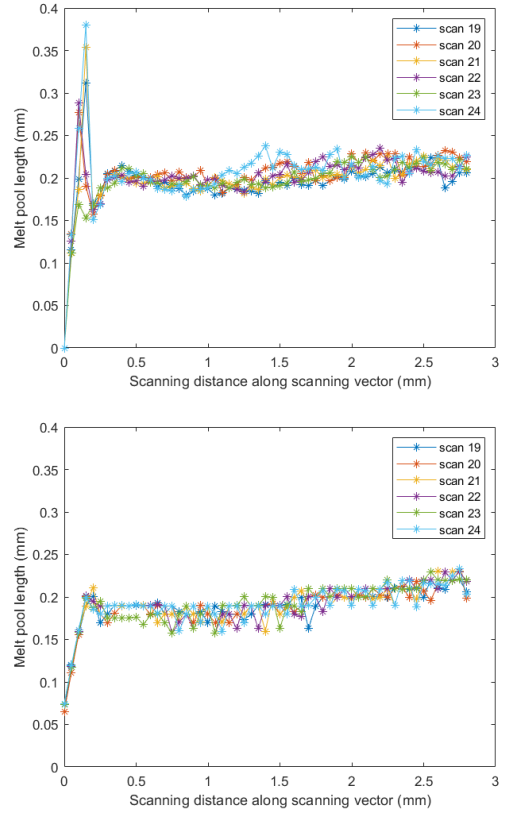 0.4
0.35
0.3
0.25
0.2
0.15
0.1
0.05
0
Melt pool length (mm)
scan 19
scan 20
scan 21
scan 22
scan 23
scan 24
0 0.5 1 1.5 2 2.5 3
Scanning distance along scanning vector (mm)
0.4
0.35
0.3
0.25
0.2
0.15
0.1
0.05
0
Melt pool length (mm)
scan 19
scan 20
scan 21
scan 22
scan 23
scan 24
0 0.5 1 1.5 2 2.5 3
Scanning distance along scanning vector (mm)